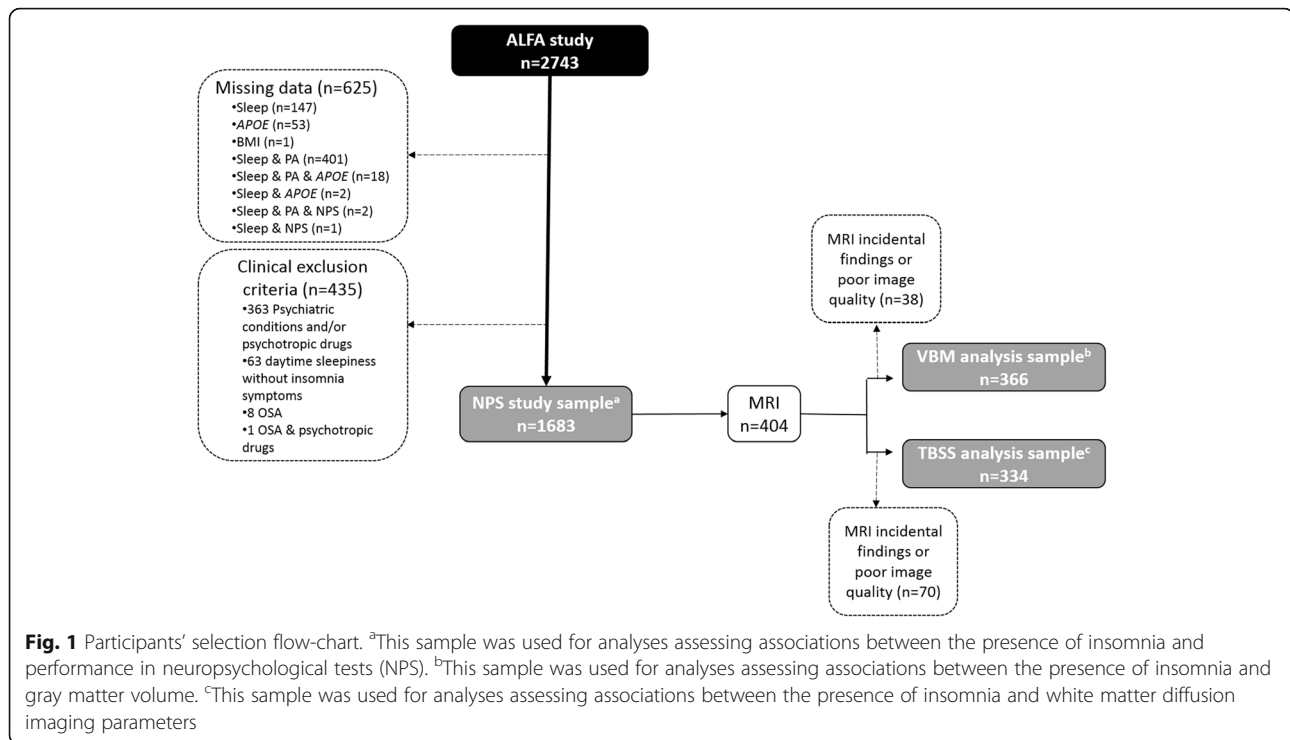 ALFA study
n=2743
Missing data (n=625)
•Sleep (n=147)
•APOE (n=53)
•BMI (n=1)
•Sleep & PA (n=401)
•Sleep & PA & APOE (n=18)
•Sleep & APOE (n=2)
•Sleep & PA & NPS (n=2)
•Sleep & NPS (n=1)
Clinical exclusion
criteria (n=435)
•363 Psychiatric
conditions and/or
psychotropic drugs
•63 daytime sleepiness
without insomnia
symptoms
•8 OSA
•1 OSA & psychotropic
drugs
NPS study sampleᵃ
n=1683
MRI
n=404
MRI incidental
findings or
poor image
quality (n=38)
VBM analysis sampleᵇ
n=366
TBSS analysis sampleᶜ
n=334
MRI incidental
findings or
poor image
quality (n=70)
Fig. 1 Participants’ selection flow-chart. ᵃThis sample was used for analyses assessing associations between the presence of insomnia and
performance in neuropsychological tests (NPS). ᵇThis sample was used for analyses assessing associations between the presence of insomnia and
gray matter volume. ᶜThis sample was used for analyses assessing associations between the presence of insomnia and white matter diffusion
imaging parameters